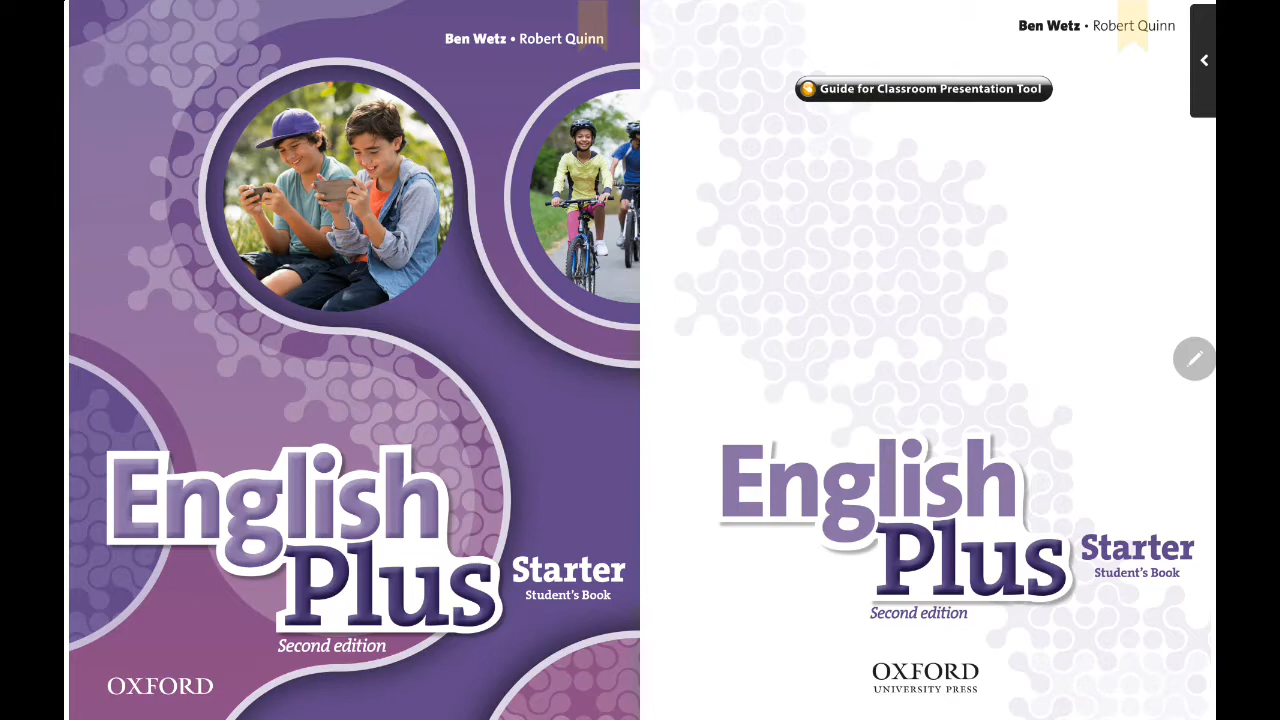 Ben Wetz • Robert Quinn
English
Plus
Starter
Student's Book
Second edition
OXFORD
Ben Wetz • Robert Quinn
Guide for Classroom Presentation Tool
English
Plus
Starter
Student's Book
Second edition
OXFORD
UNIVERSITY PRESS